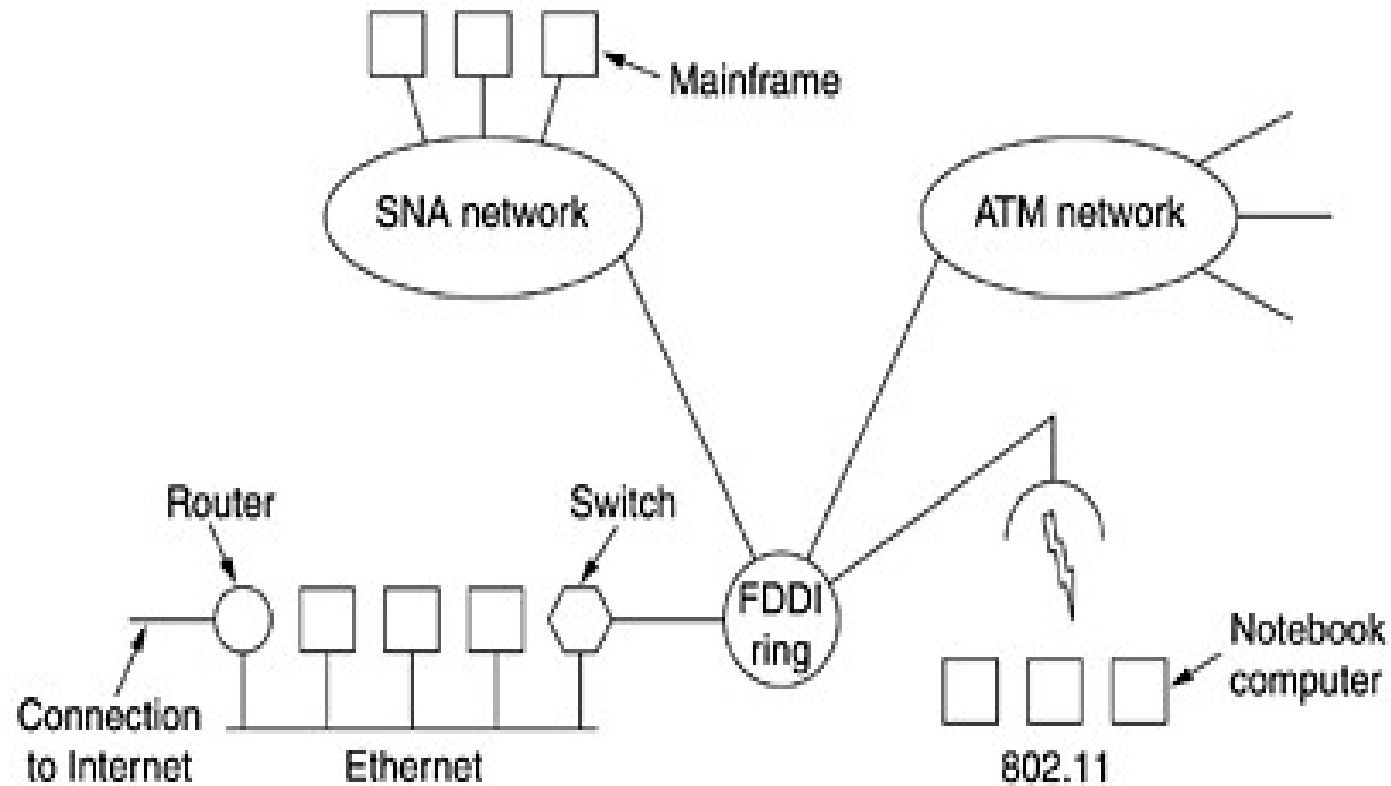 Mainframe
SNA network
ATM network
Router
Switch
FDDI
ring
Notebook
computer
Connection
to Internet
Ethernet
802.11